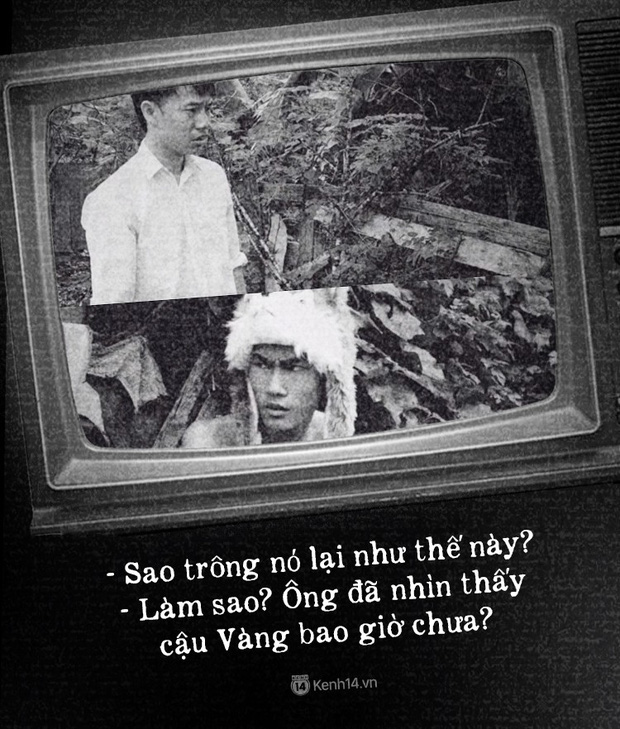 - Sao trông nó lại như thế này?
- Làm sao? Ông đã nhìn thấy
cậu Vàng bao giờ chưa?
14 Kenh14.vn